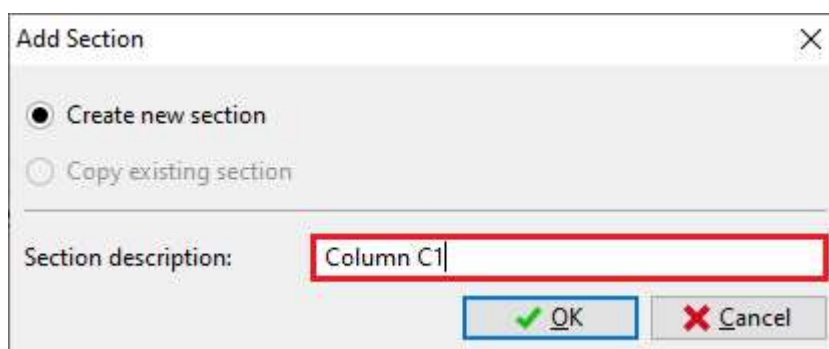 Add Section
Create new section
Copy existing section
Section description: Column C1
OK Cancel